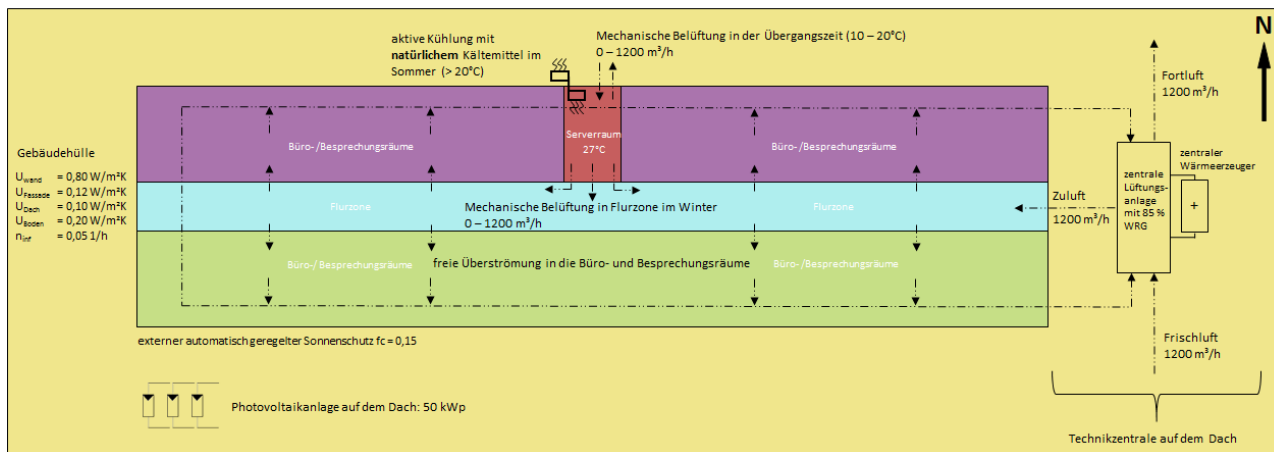 aktive Kühlung mit
natürlichem Kältemittel im
Sommer (> 20°C)
Mechanische Belüftung in der Übergangszeit (10 – 20°C)
0 – 1200 m³/h
N
Fortluft
1200 m³/h
Gebäudehülle
U_Wand = 0,80 W/m²K
U_Fassade = 0,12 W/m²K
U_Dach = 0,10 W/m²K
U_Boden = 0,20 W/m²K
n_inf = 0,05 1/h
Büro-/Besprechungsräume
Serverraum
27°C
Büro-/Besprechungsräume
zentraler
Wärmeerzeuger
zentrale
Lüftungs-
anlage
mit 85 %
WRG
+
Flurzone
Mechanische Belüftung in Flurzone im Winter
0 – 1200 m³/h
Flurzone
Zuluft
1200 m³/h
Büro-/Besprechungsräume
freie Überströmung in die Büro- und Besprechungsräume
Büro-/Besprechungsräume
externer automatisch geregelter Sonnenschutz fc = 0,15
Frischluft
1200 m³/h
Photovoltaikanlage auf dem Dach: 50 kWp
Technikzentrale auf dem Dach